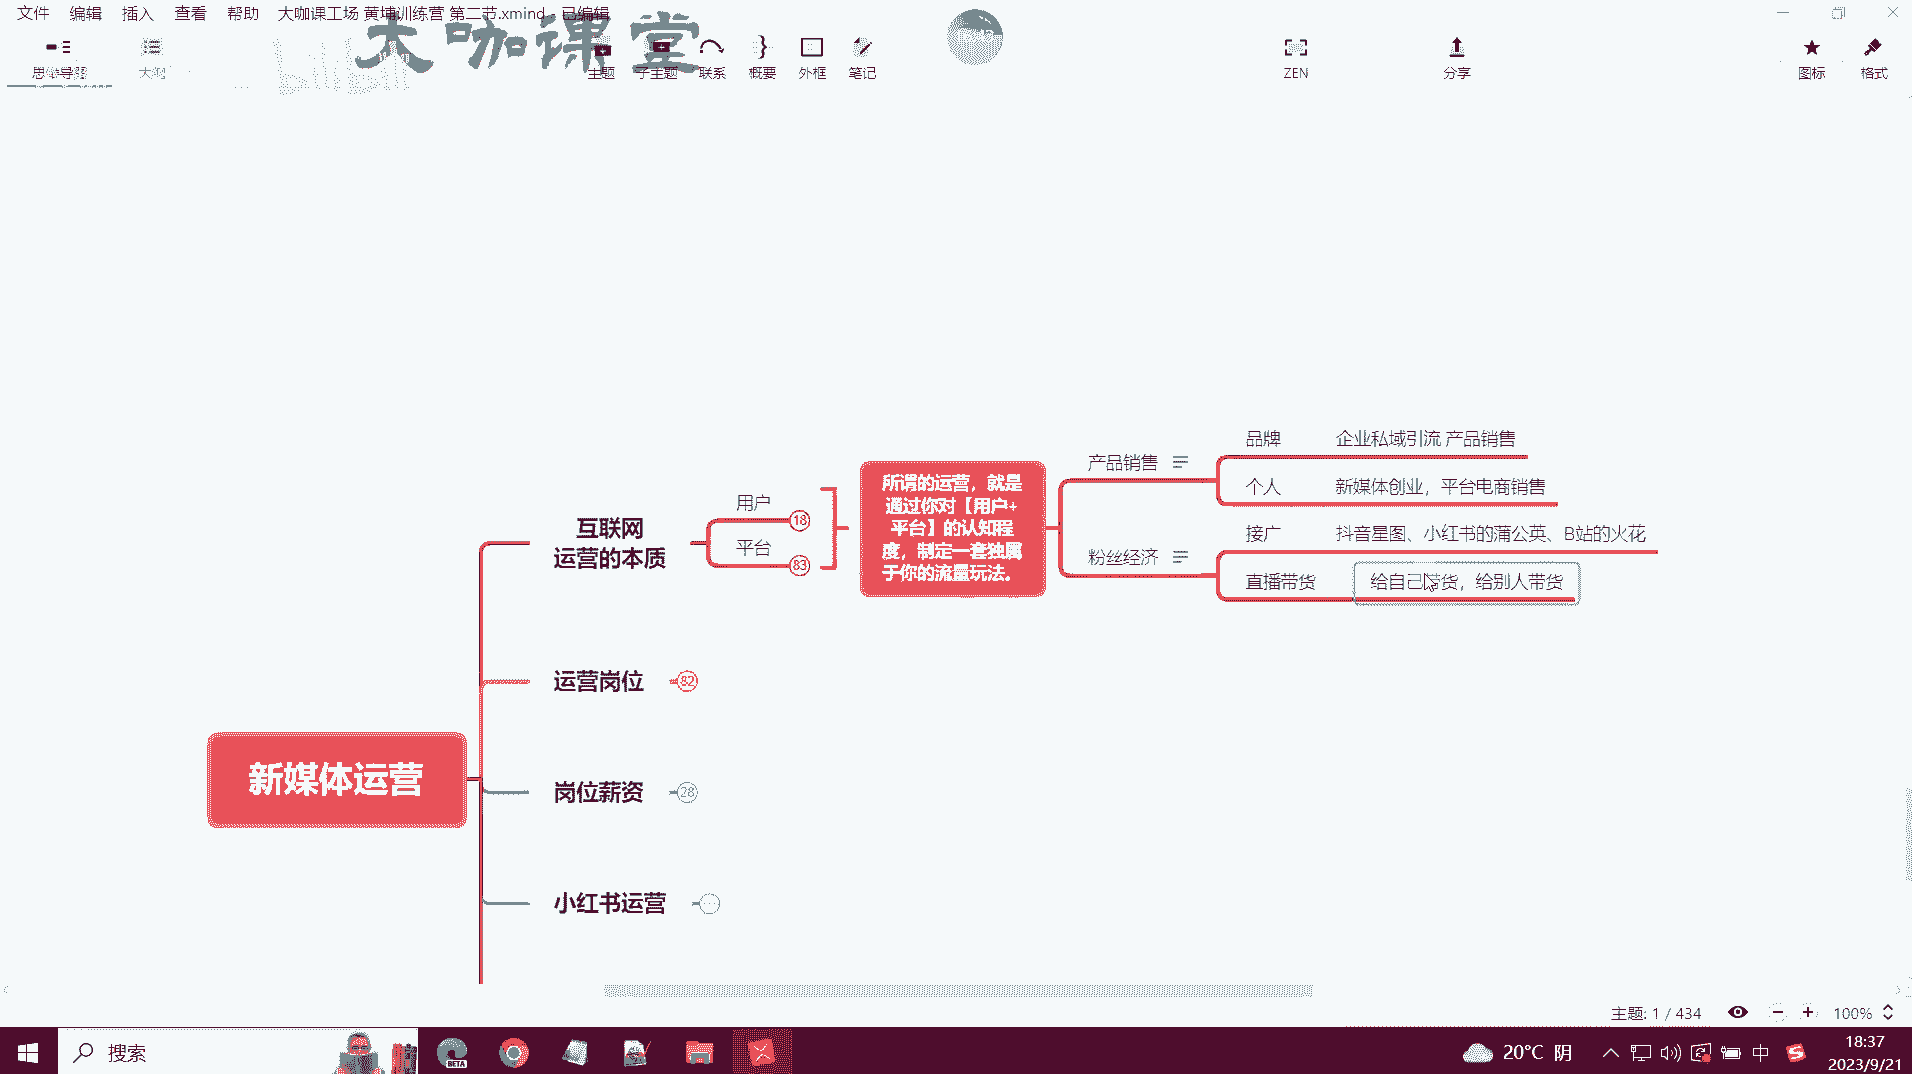 文件 编辑 插入 查看 帮助 大咖课工场 黄埔训练营 第二节.xmind - 已编辑
大咖课堂
bilibili
思维导图 大纲 主题 子主题 联系 概要 外框 笔记 ZEN 分享 图标 格式
品牌 企业私域引流 产品销售
产品销售
个人 新媒体创业，平台电商销售
接广 抖音星图、小红书的蒲公英、B站的火花
粉丝经济
直播带货 给自己带货，给别人带货
所谓的运营，就是
通过你对【用户+
平台】的认知程
度，制定一套独属
于你的流量玩法。
用户 18
平台 83
互联网
运营的本质
运营岗位 82
新媒体运营
岗位薪资 28
小红书运营
主题: 1 / 434 100%
搜索 BETA 20°C 阴 中 18:37
2023/9/21